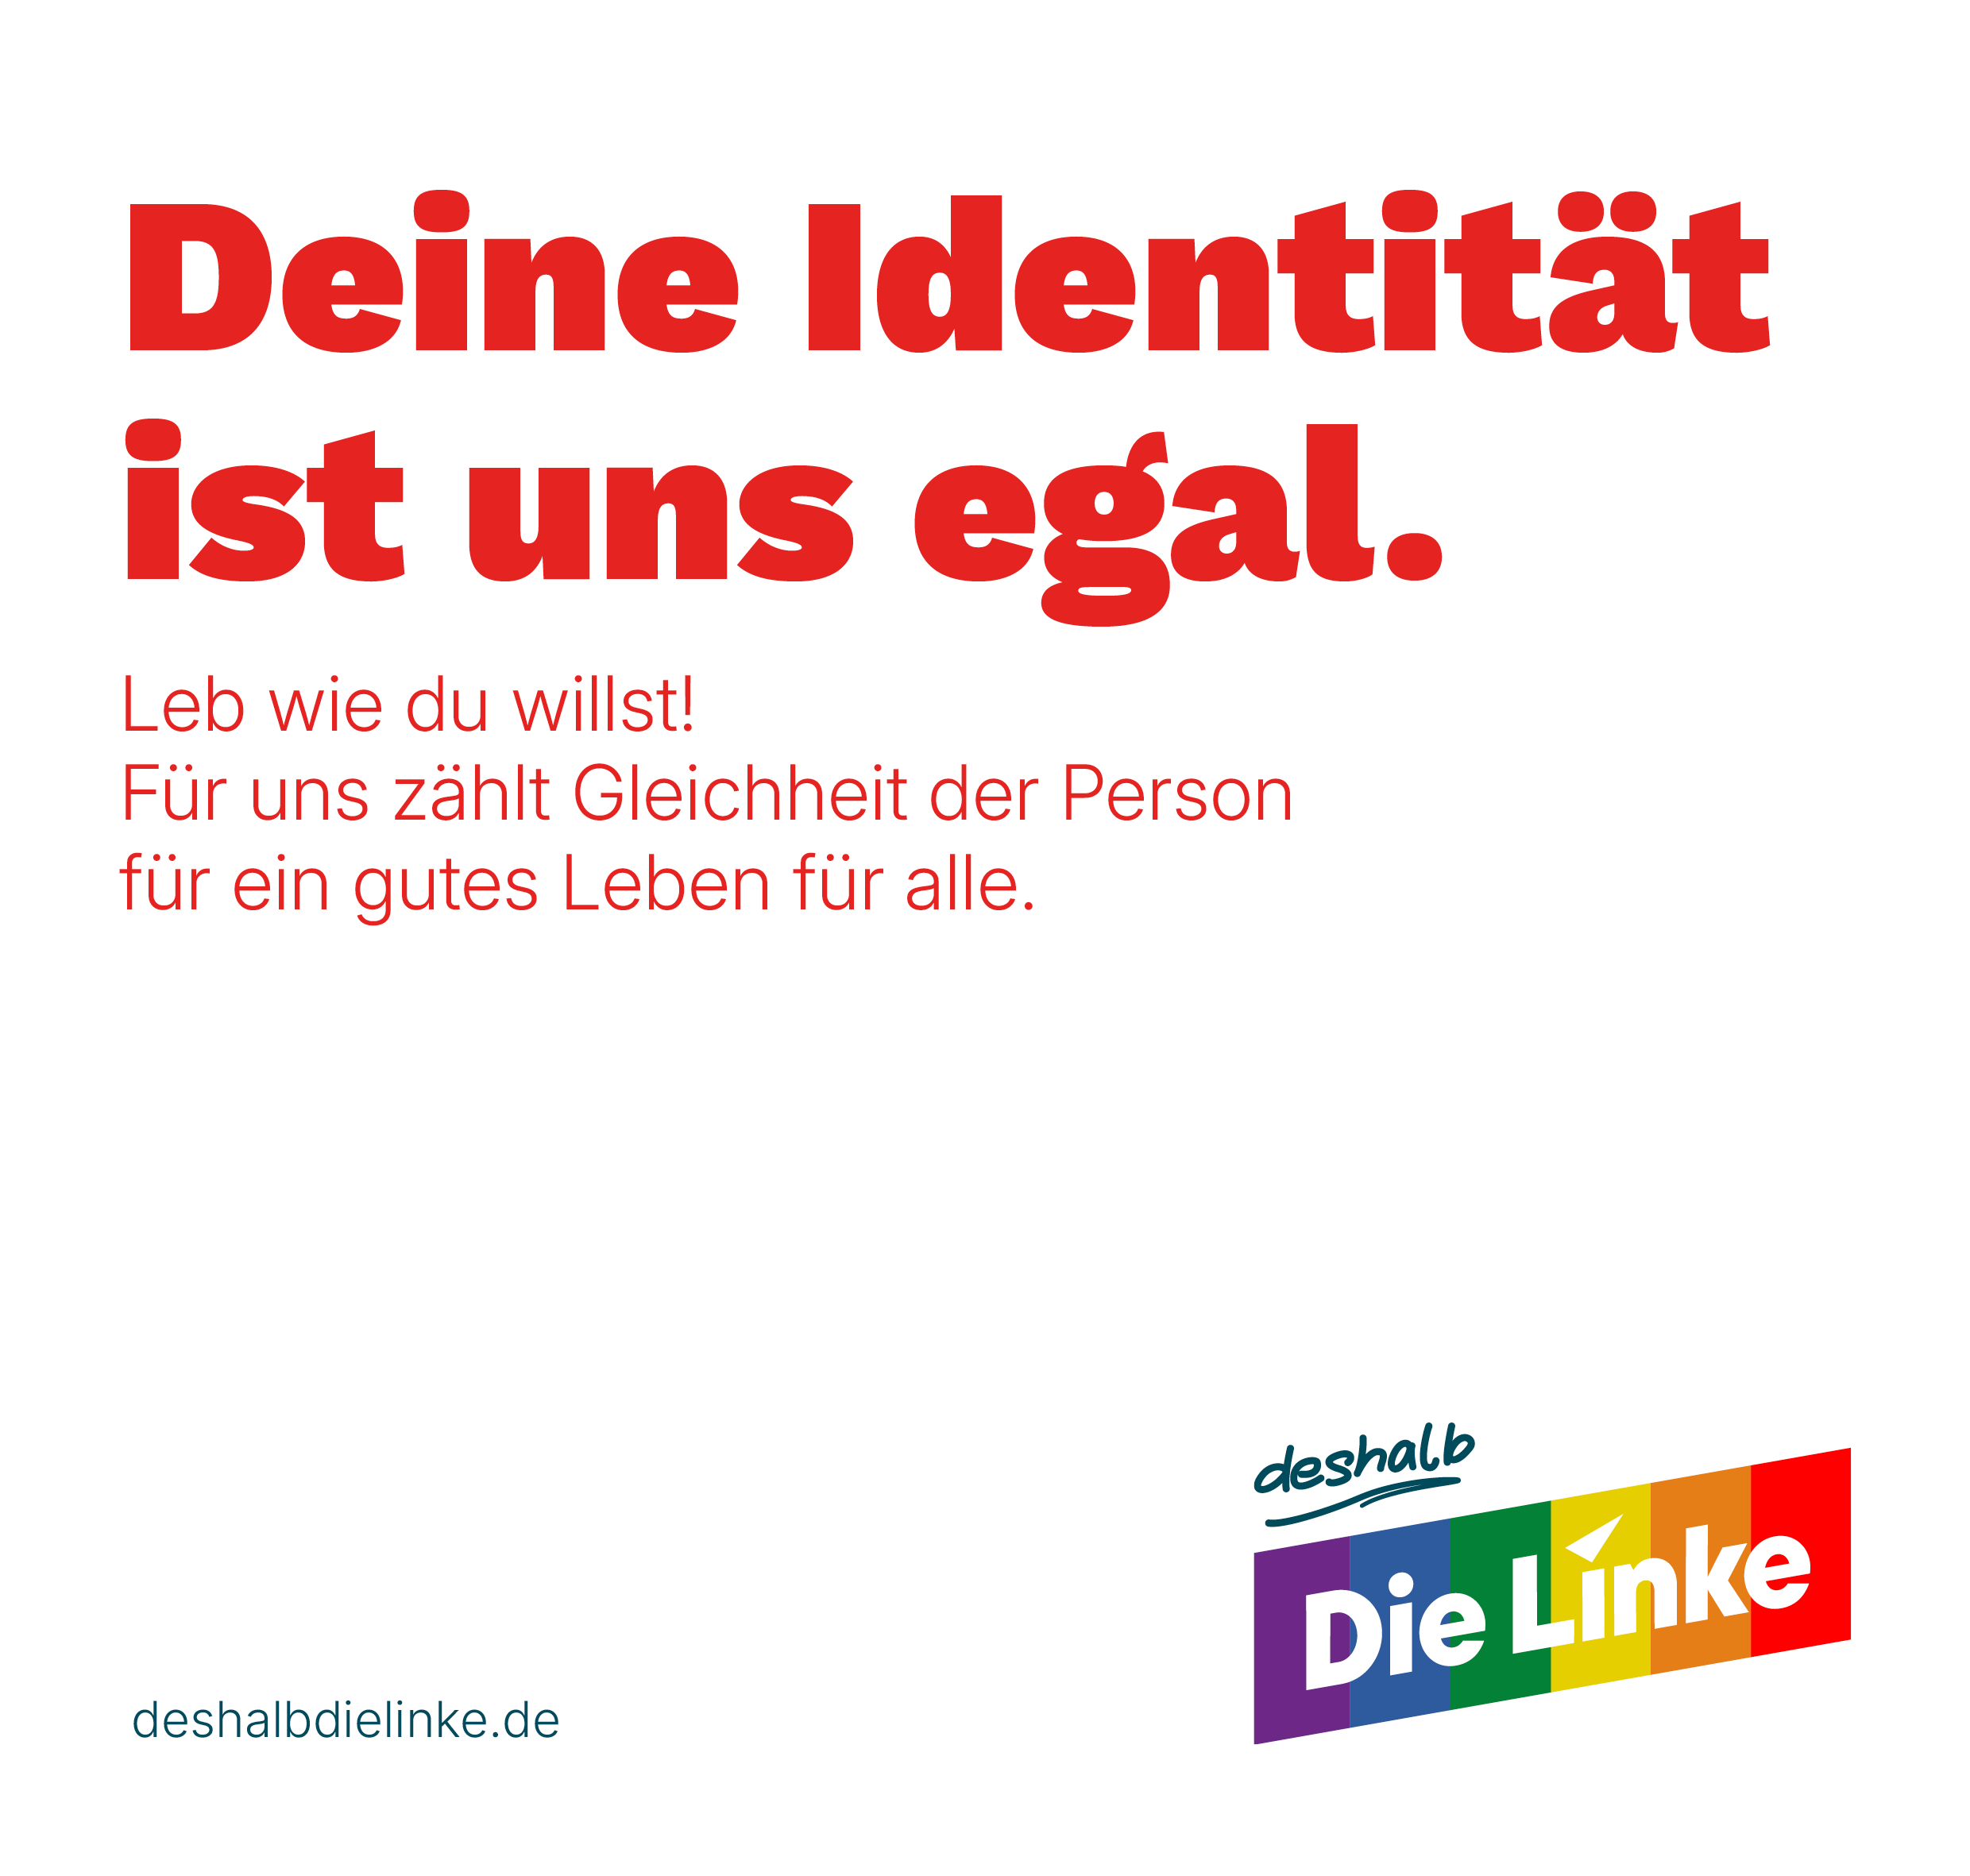 Deine Identität
ist uns egal.
Leb wie du willst!
Für uns zählt Gleichheit der Person
für ein gutes Leben für alle.
deshalb
Die Linke
deshalbdielinke.de